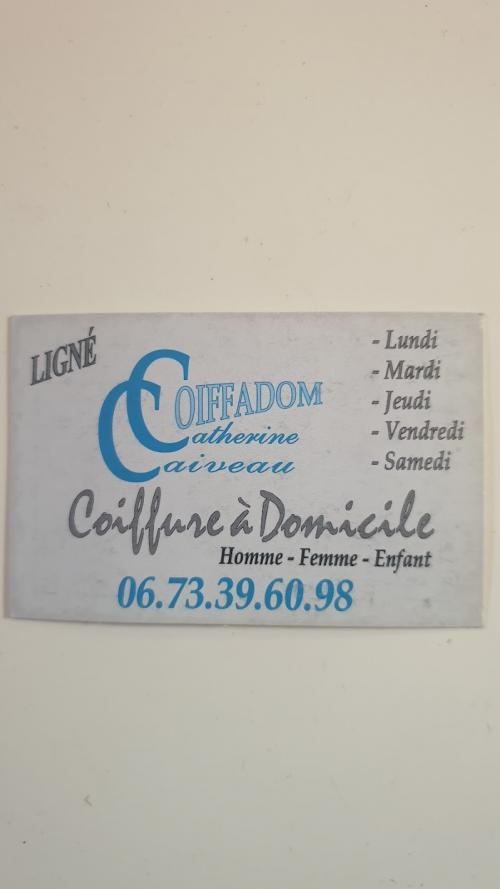 LIGNÉ
COIFFADOM
Catherine
Caiveau
- Lundi
- Mardi
- Jeudi
- Vendredi
- Samedi
Coiffure à Domicile
Homme - Femme - Enfant
06.73.39.60.98